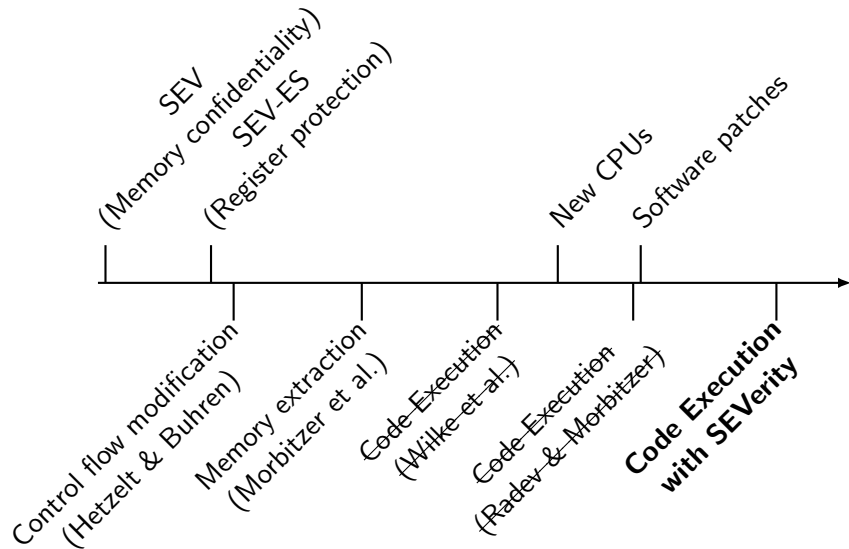 SEV
(Memory confidentiality)
SEV-ES
(Register protection)
New CPUs
Software patches
Control flow modification
(Hetzelt & Buhren)
Memory extraction
(Morbitzer et al.)
Code Execution
(Wilke et al.)
Code Execution
(Radev & Morbitzer)
Code Execution
with SEVerity